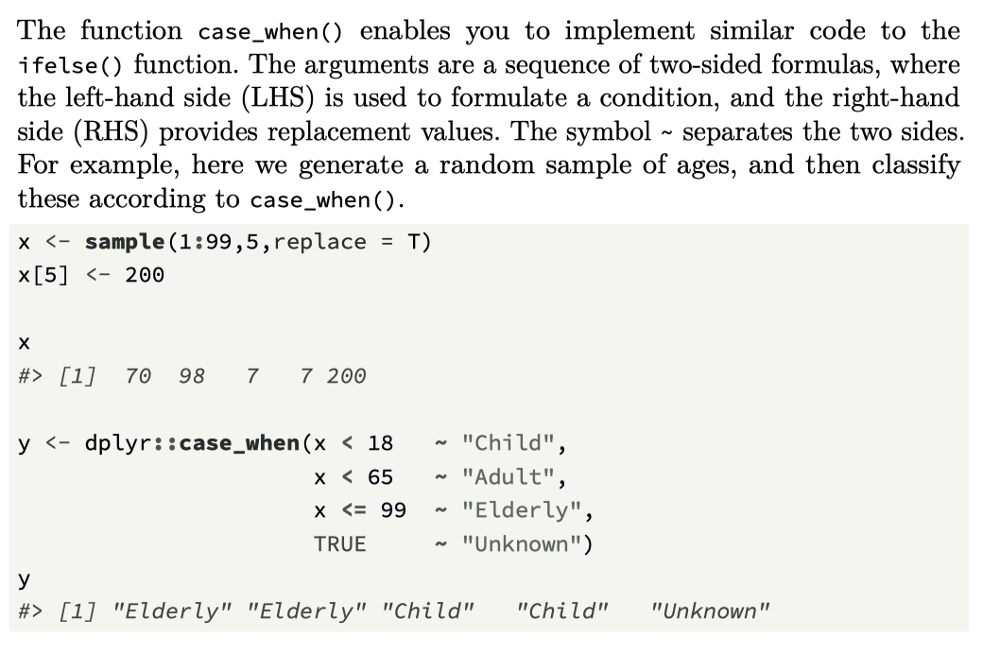 The function case_when() enables you to implement similar code to the
ifelse() function. The arguments are a sequence of two-sided formulas, where
the left-hand side (LHS) is used to formulate a condition, and the right-hand
side (RHS) provides replacement values. The symbol ~ separates the two sides.
For example, here we generate a random sample of ages, and then classify
these according to case_when().
x <- sample(1:99,5,replace = T)
x[5] <- 200
x
#> [1]  70  98   7   7 200
y <- dplyr::case_when(x < 18   ~ "Child",
                      x < 65   ~ "Adult",
                      x <= 99  ~ "Elderly",
                      TRUE     ~ "Unknown")
y
#> [1] "Elderly" "Elderly" "Child"   "Child"   "Unknown"